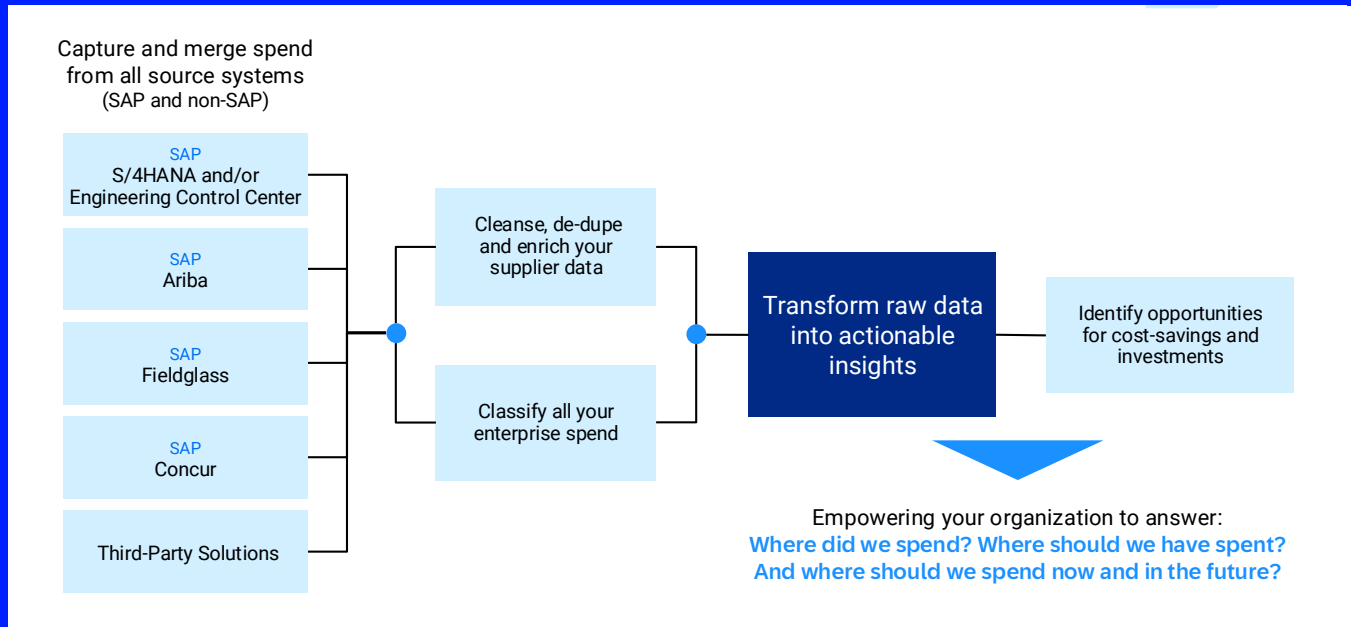 Capture and merge spend
from all source systems
(SAP and non-SAP)
SAP
S/4HANA and/or
Engineering Control Center
SAP
Ariba
SAP
Fieldglass
SAP
Concur
Third-Party Solutions
Cleanse, de-dupe
and enrich your
supplier data
Classify all your
enterprise spend
Transform raw data
into actionable
insights
Identify opportunities
for cost-savings and
investments
Empowering your organization to answer:
Where did we spend? Where should we have spent?
And where should we spend now and in the future?